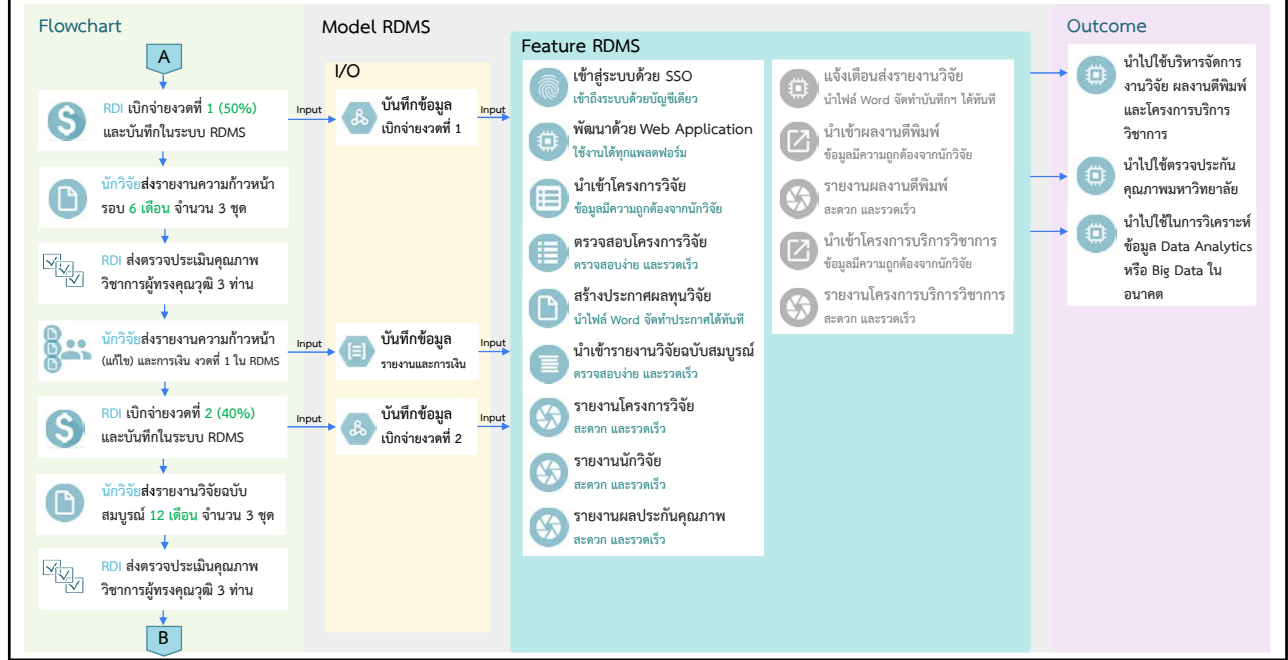 Flowchart
A
RDI เบิกจ่ายงวดที่ 1 (50%)
และบันทึกในระบบ RDMS
นักวิจัยส่งรายงานความก้าวหน้า
รอบ 6 เดือน จำนวน 3 ชุด
RDI ส่งตรวจประเมินคุณภาพ
วิชาการผู้ทรงคุณวุฒิ 3 ท่าน
นักวิจัยส่งรายงานความก้าวหน้า
(แก้ไข) และการเงิน งวดที่ 1 ใน RDMS
RDI เบิกจ่ายงวดที่ 2 (40%)
และบันทึกในระบบ RDMS
นักวิจัยส่งรายงานวิจัยฉบับ
สมบูรณ์ 12 เดือน จำนวน 3 ชุด
RDI ส่งตรวจประเมินคุณภาพ
วิชาการผู้ทรงคุณวุฒิ 3 ท่าน
B
Model RDMS
I/O
Input
บันทึกข้อมูล
เบิกจ่ายงวดที่ 1
Input
Input
บันทึกข้อมูล
รายงานและการเงิน
Input
Input
บันทึกข้อมูล
เบิกจ่ายงวดที่ 2
Input
Feature RDMS
เข้าสู่ระบบด้วย SSO
เข้าถึงระบบด้วยบัญชีเดียว
พัฒนาด้วย Web Application
ใช้งานได้ทุกแพลตฟอร์ม
นำเข้าโครงการวิจัย
ข้อมูลมีความถูกต้องจากนักวิจัย
ตรวจสอบโครงการวิจัย
ตรวจสอบง่าย และรวดเร็ว
สร้างประกาศผลทุนวิจัย
นำไฟล์ Word จัดทำประกาศได้ทันที
นำเข้ารายงานวิจัยฉบับสมบูรณ์
ตรวจสอบง่าย และรวดเร็ว
รายงานโครงการวิจัย
สะดวก และรวดเร็ว
รายงานนักวิจัย
สะดวก และรวดเร็ว
รายงานผลประกันคุณภาพ
สะดวก และรวดเร็ว
แจ้งเตือนส่งรายงานวิจัย
นำไฟล์ Word จัดทำบันทึกฯ ได้ทันที
นำเข้าผลงานตีพิมพ์
ข้อมูลมีความถูกต้องจากนักวิจัย
รายงานผลงานตีพิมพ์
สะดวก และรวดเร็ว
นำเข้าโครงการบริการวิชาการ
ข้อมูลมีความถูกต้องจากนักวิจัย
รายงานโครงการบริการวิชาการ
สะดวก และรวดเร็ว
Outcome
นำไปใช้บริหารจัดการ
งานวิจัย ผลงานตีพิมพ์
และโครงการบริการ
วิชาการ
นำไปใช้ตรวจประกัน
คุณภาพมหาวิทยาลัย
นำไปใช้ในการวิเคราะห์
ข้อมูล Data Analytics
หรือ Big Data ใน
อนาคต